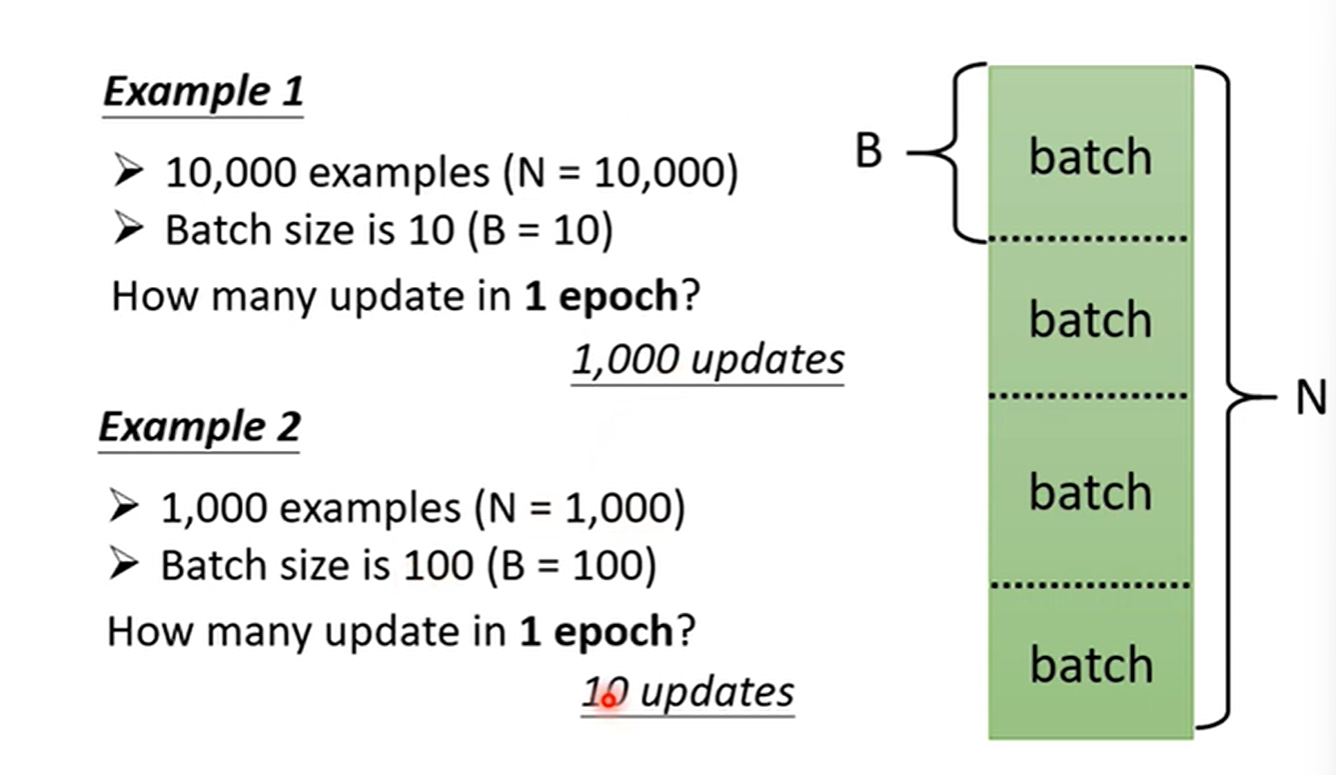 Example 1
➤ 10,000 examples (N = 10,000)
➤ Batch size is 10 (B = 10)
How many update in 1 epoch?
1,000 updates
Example 2
➤ 1,000 examples (N = 1,000)
➤ Batch size is 100 (B = 100)
How many update in 1 epoch?
10 updates
B
batch
batch
batch
batch
N